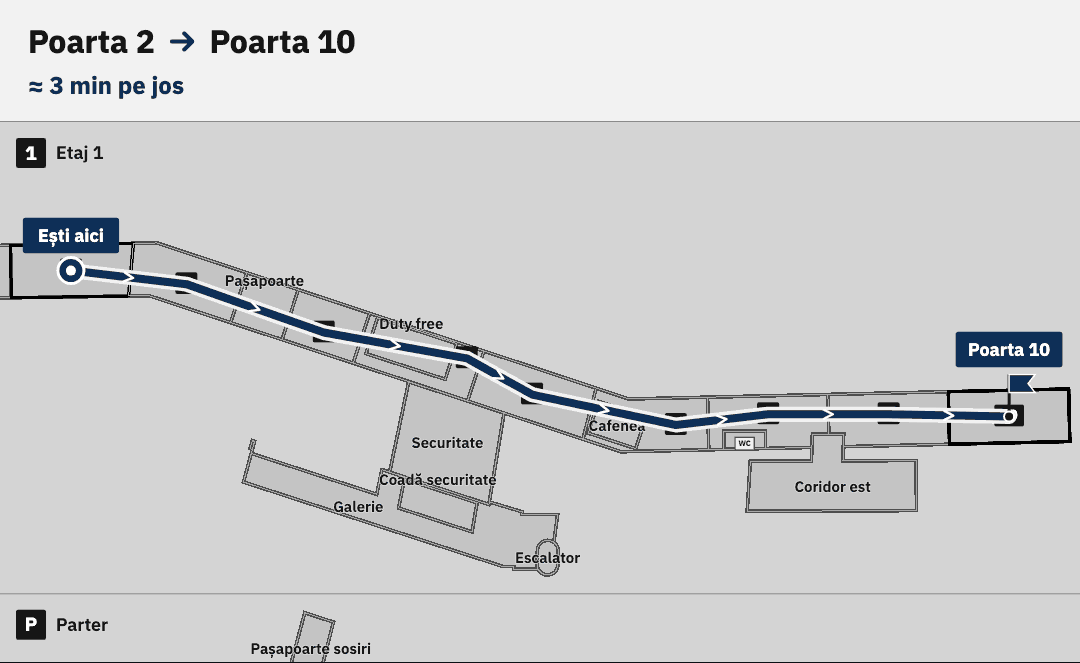 Poarta 2 → Poarta 10
≈ 3 min pe jos
1 Etaj 1
Ești aici
Pașapoarte
Duty free
Poarta 10
Cafenea
Securitate
WC
Coadă securitate
Coridor est
Galerie
Escalator
P Parter
Pașapoarte sosiri